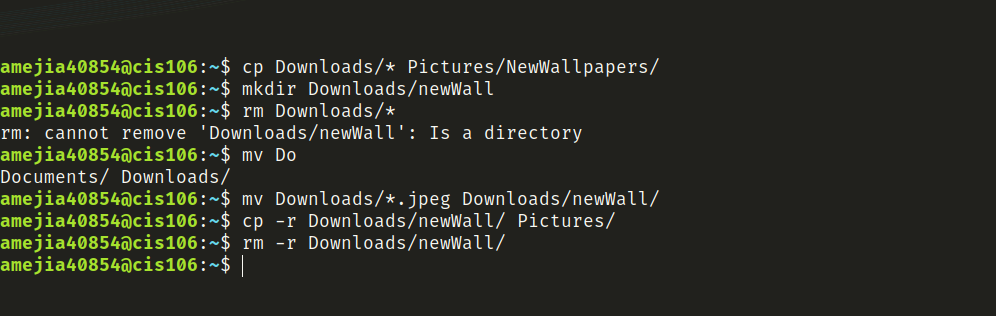 amejia40854@cis106:~$ cp Downloads/* Pictures/NewWallpapers/
amejia40854@cis106:~$ mkdir Downloads/newWall
amejia40854@cis106:~$ rm Downloads/*
rm: cannot remove 'Downloads/newWall': Is a directory
amejia40854@cis106:~$ mv Do
Documents/ Downloads/
amejia40854@cis106:~$ mv Downloads/*.jpeg Downloads/newWall/
amejia40854@cis106:~$ cp -r Downloads/newWall/ Pictures/
amejia40854@cis106:~$ rm -r Downloads/newWall/
amejia40854@cis106:~$